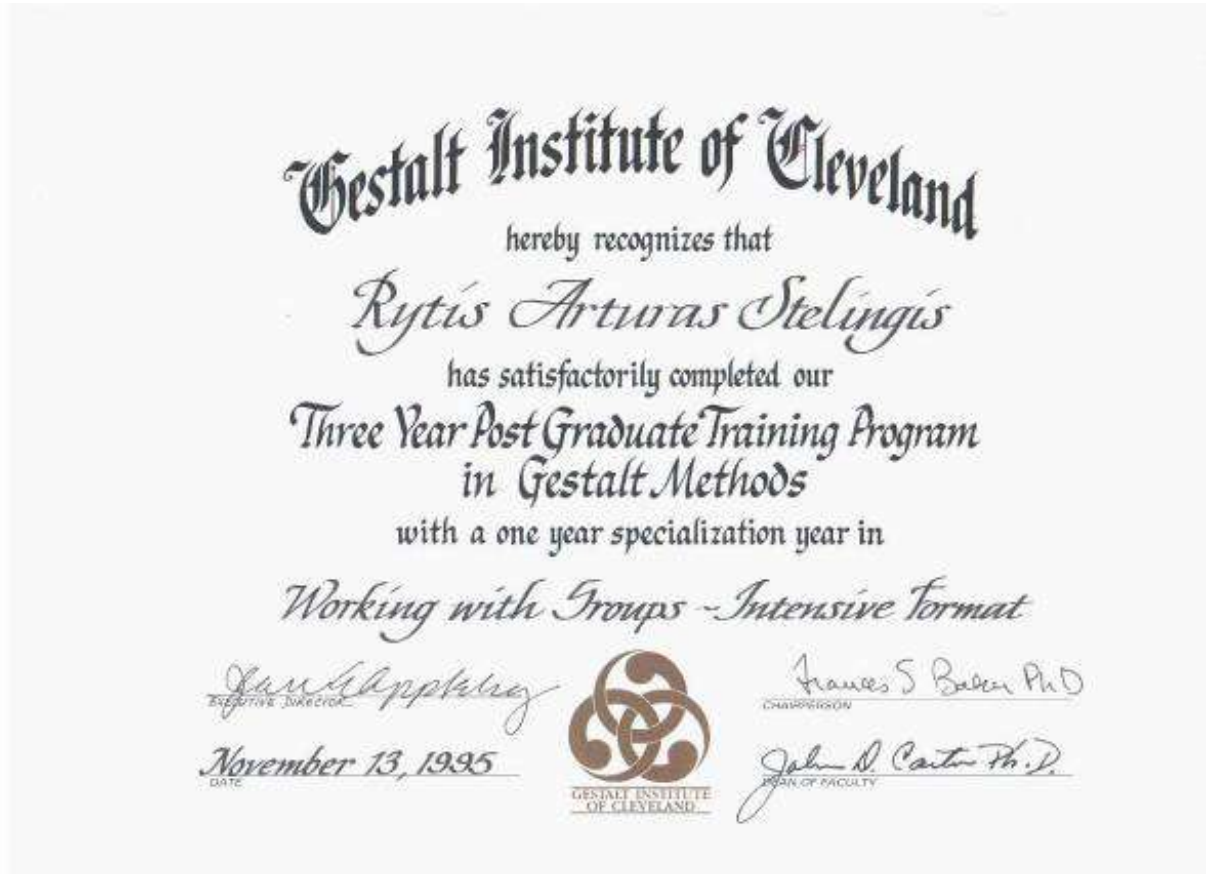 Gestalt Institute of Cleveland
hereby recognizes that
Rytis Arturas Stelingis
has satisfactorily completed our
Three Year Post Graduate Training Program
in Gestalt Methods
with a one year specialization year in
Working with Groups - Intensive Format
EXECUTIVE DIRECTOR
Frances S Baker PhD
CHAIRPERSON
November 13, 1995
DATE
John D. Carter Ph.D.
DEAN OF FACULTY
GESTALT INSTITUTE
OF CLEVELAND